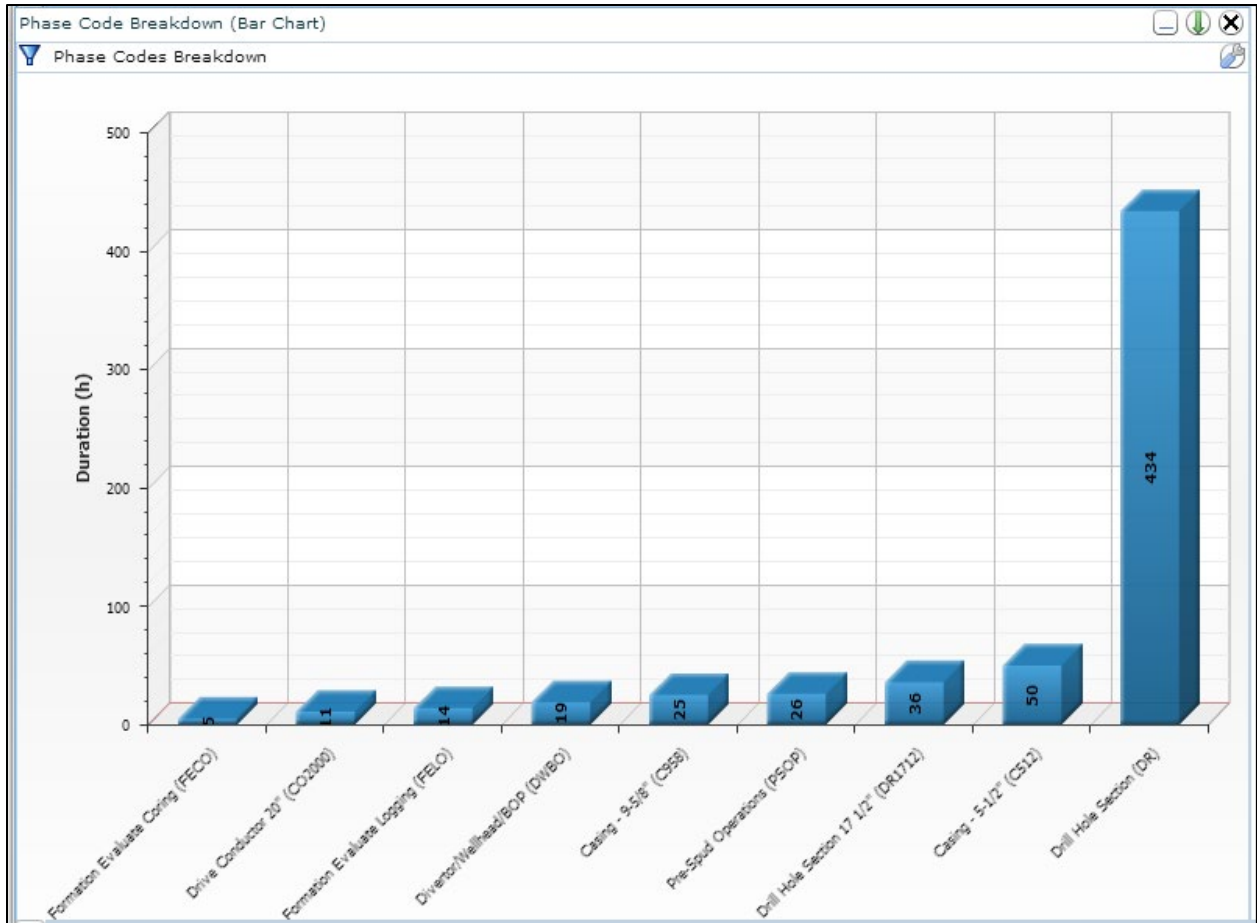 Phase Code Breakdown (Bar Chart)
Phase Codes Breakdown
Duration (h)
500
400
300
200
100
0
5
11
14
19
25
26
36
50
434
Formation Evaluate Coring (FECO)
Drive Conductor 20" (CO2000)
Formation Evaluate Logging (FELO)
Divertor/Wellhead/BOP (DWBO)
Casing - 9-5/8" (C958)
Pre-Spud Operations (PSOP)
Drill Hole Section 17 1/2" (DR1712)
Casing - 5-1/2" (C512)
Drill Hole Section (DR)